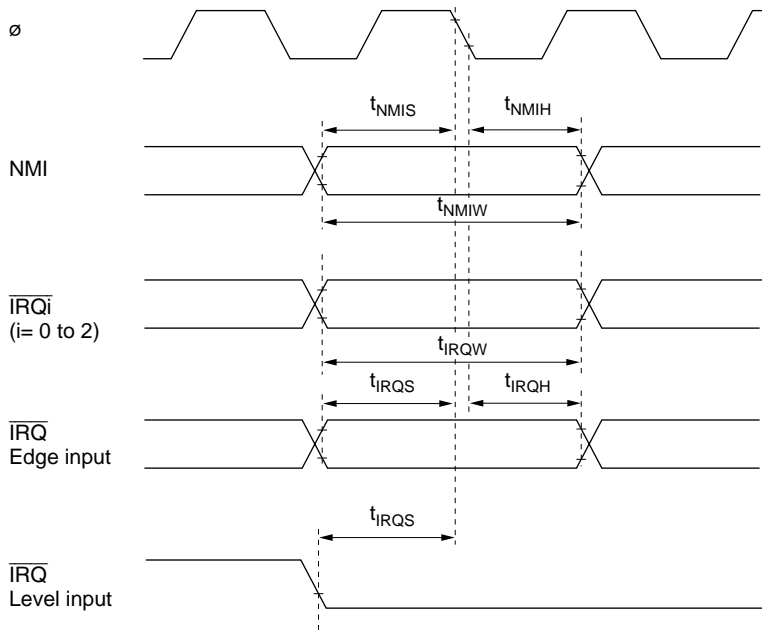 ø
tNMIS tNMIH
NMI
tNMIW
IRQi
(i= 0 to 2)
tIRQW
tIRQS tIRQH
IRQ
Edge input
tIRQS
IRQ
Level input